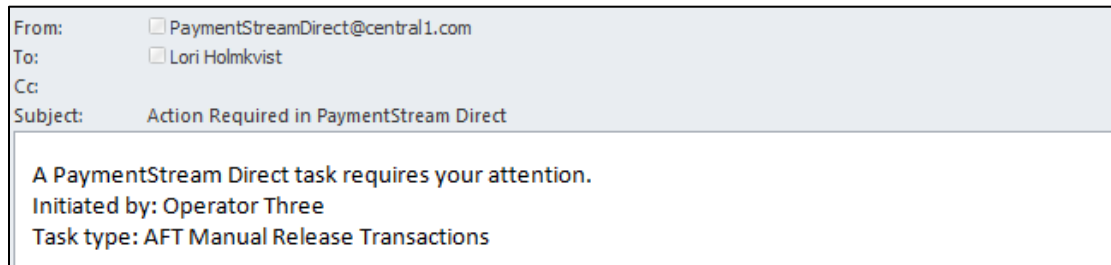 From: PaymentStreamDirect@central1.com
To: Lori Holmkvist
Cc:
Subject: Action Required in PaymentStream Direct
A PaymentStream Direct task requires your attention.
Initiated by: Operator Three
Task type: AFT Manual Release Transactions